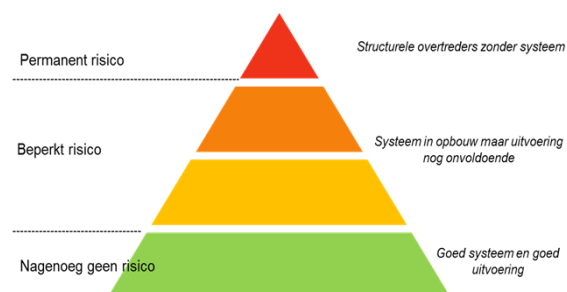 Permanent risico
Structurele overtreders zonder systeem
Beperkt risico
Systeem in opbouw maar uitvoering
nog onvoldoende
Nagenoeg geen risico
Goed systeem en goed
uitvoering